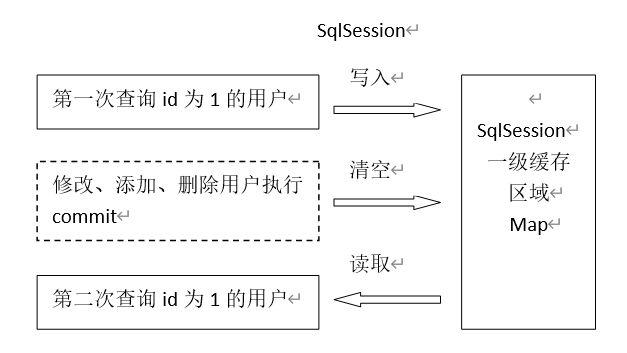 SqlSession↵
写入↵
第一次查询 id 为 1 的用户↵
↵
SqlSession↵
一级缓存
区域↵
Map↵
清空↵
修改、添加、删除用户执行
commit↵
读取↵
第二次查询 id 为 1 的用户↵